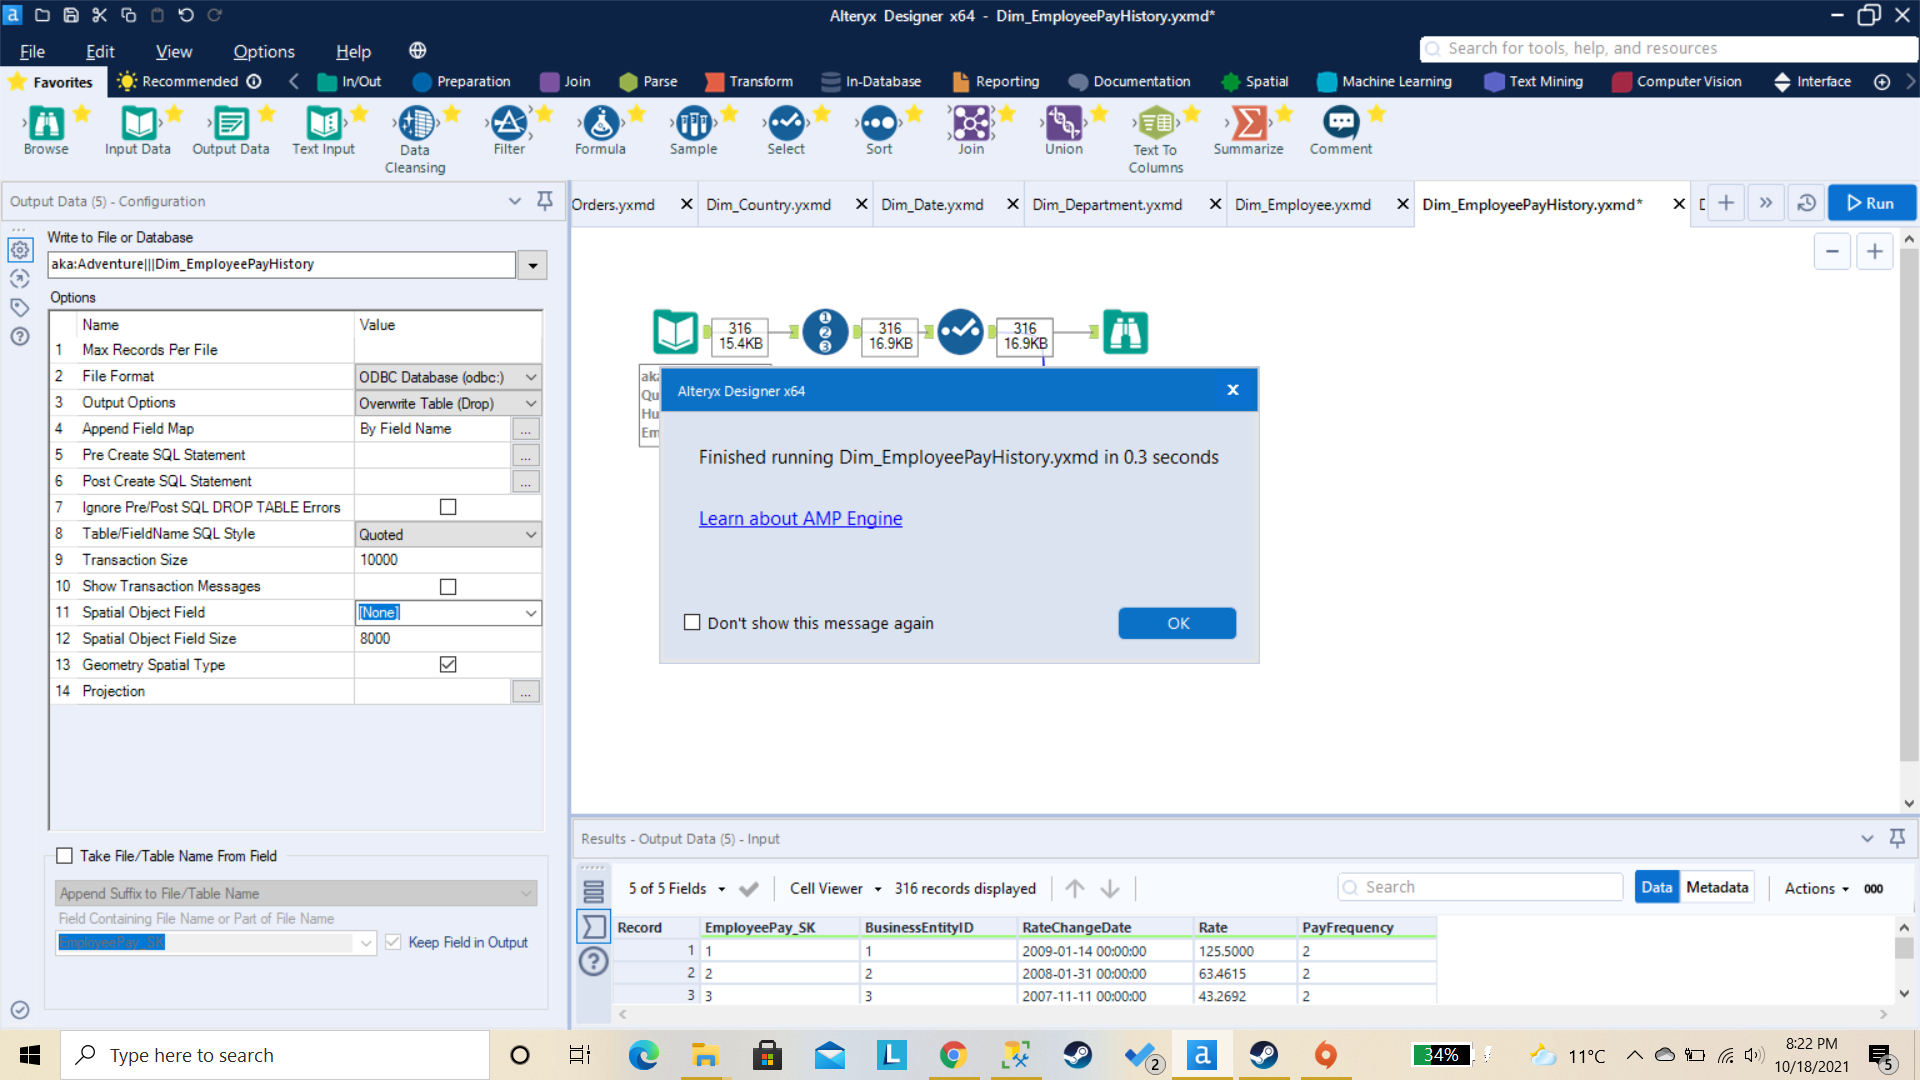 Alteryx Designer x64 - Dim_EmployeePayHistory.yxmd*
File Edit View Options Help
Search for tools, help, and resources
Favorites Recommended In/Out Preparation Join Parse Transform In-Database Reporting Documentation Spatial Machine Learning Text Mining Computer Vision Interface
Browse Input Data Output Data Text Input Data Cleansing Filter Formula Sample Select Sort Join Union Text To Columns Summarize Comment
Output Data (5) - Configuration
Orders.yxmd Dim_Country.yxmd Dim_Date.yxmd Dim_Department.yxmd Dim_Employee.yxmd Dim_EmployeePayHistory.yxmd*
Run
Write to File or Database
aka:Adventure|||Dim_EmployeePayHistory
Options
Name Value
1 Max Records Per File
2 File Format ODBC Database (odbc:)
3 Output Options Overwrite Table (Drop)
4 Append Field Map By Field Name ...
5 Pre Create SQL Statement ...
6 Post Create SQL Statement ...
7 Ignore Pre/Post SQL DROP TABLE Errors
8 Table/FieldName SQL Style Quoted
9 Transaction Size 10000
10 Show Transaction Messages
11 Spatial Object Field [None]
12 Spatial Object Field Size 8000
13 Geometry Spatial Type
14 Projection ...
Take File/Table Name From Field
Append Suffix to File/Table Name
Field Containing File Name or Part of File Name
EmployeePay_SK Keep Field in Output
316
15.4KB
1
2
3
316
16.9KB
316
16.9KB
aka
Qu
Hu
Em
Alteryx Designer x64
Finished running Dim_EmployeePayHistory.yxmd in 0.3 seconds
Learn about AMP Engine
Don't show this message again
OK
Results - Output Data (5) - Input
5 of 5 Fields Cell Viewer 316 records displayed Search Data Metadata Actions 000
Record EmployeePay_SK BusinessEntityID RateChangeDate Rate PayFrequency
1 1 1 2009-01-14 00:00:00 125.5000 2
2 2 2 2008-01-31 00:00:00 63.4615 2
3 3 3 2007-11-11 00:00:00 43.2692 2
Type here to search
L
2
a
34%
11°C
8:22 PM
10/18/2021
5